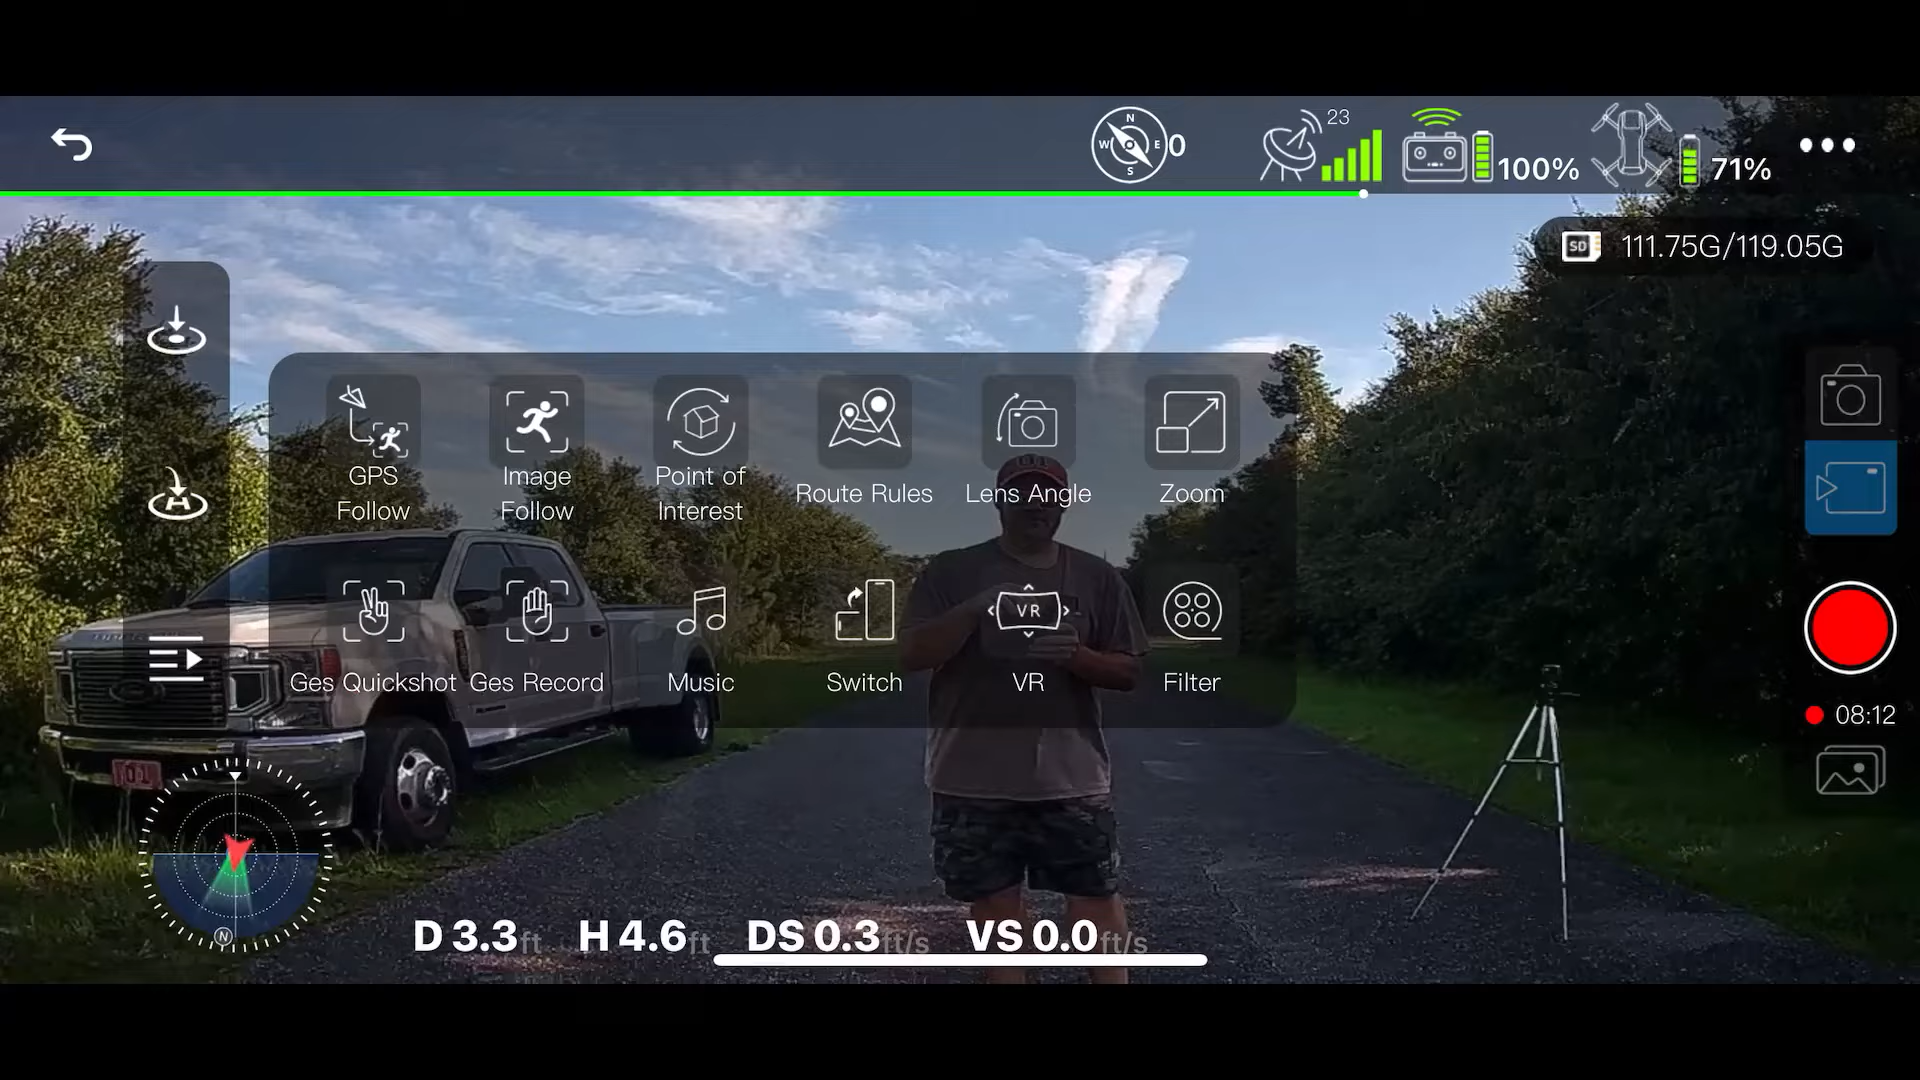 N
W E
S
0
23
100%
71%
SD
111.75G/119.05G
GPS
Follow
Image
Follow
Point of
Interest
Route Rules
Lens Angle
Zoom
VR
Ges Quickshot
Ges Record
Music
Switch
VR
Filter
H
08:12
N
D 3.3ft
H 4.6ft
DS 0.3ft/s
VS 0.0ft/s